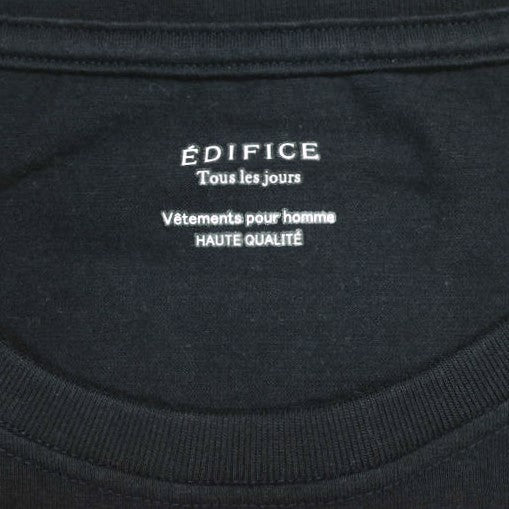 ÉDIFICE
Tous les jours
Vêtements pour homme
HAUTE QUALITÉ